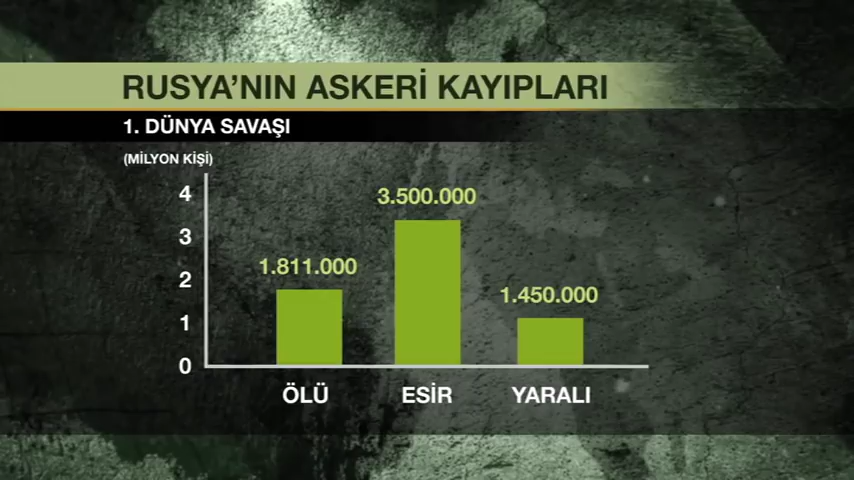 RUSYA'NIN ASKERİ KAYIPLARI
1. DÜNYA SAVAŞI
(MİLYON KİŞİ)
4
3
2
1
0
1.811.000
3.500.000
1.450.000
ÖLÜ
ESİR
YARALI